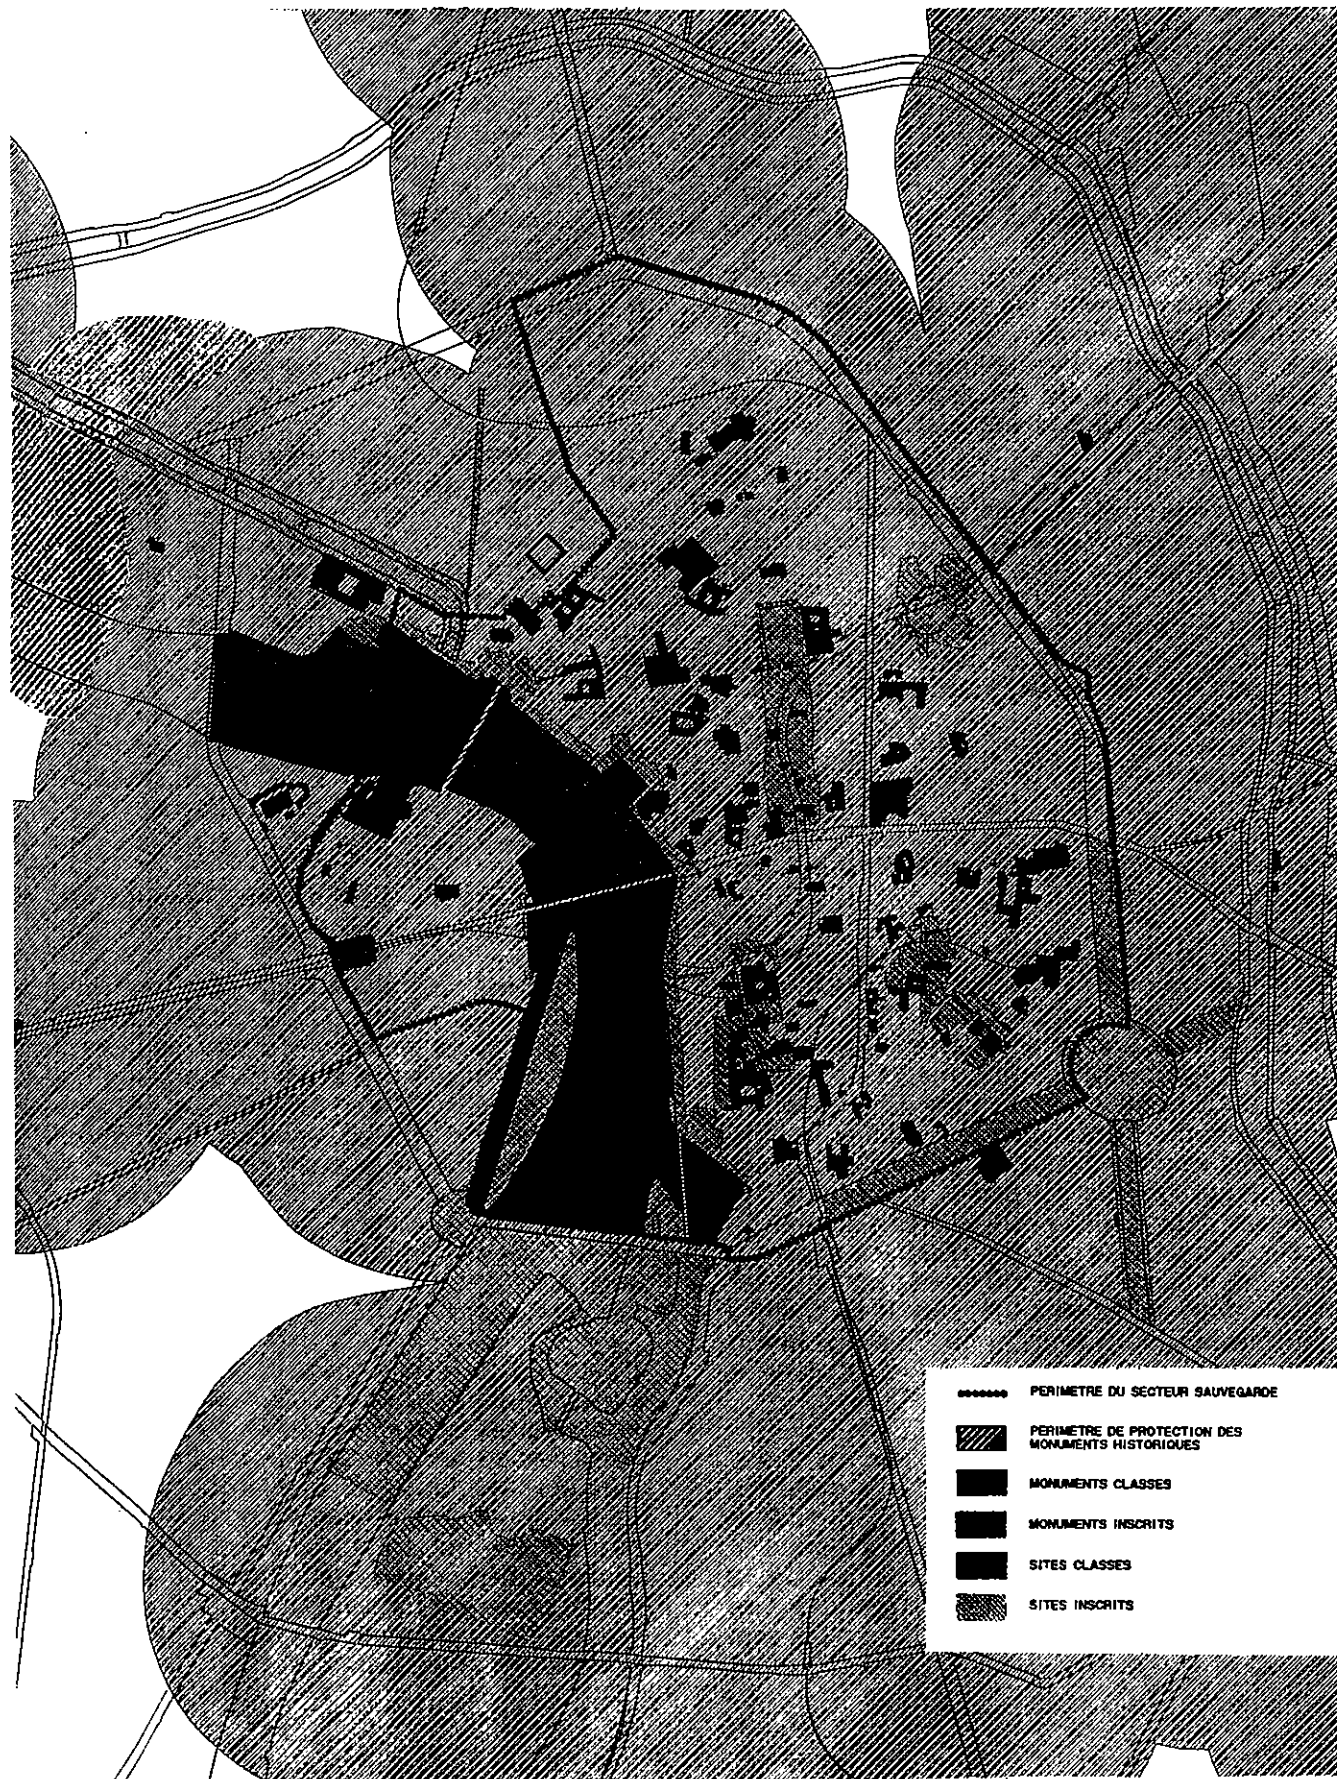 PERIMETRE DU SECTEUR SAUVEGARDE
PERIMETRE DE PROTECTION DES
MONUMENTS HISTORIQUES
MONUMENTS CLASSES
MONUMENTS INSCRITS
SITES CLASSES
SITES INSCRITS